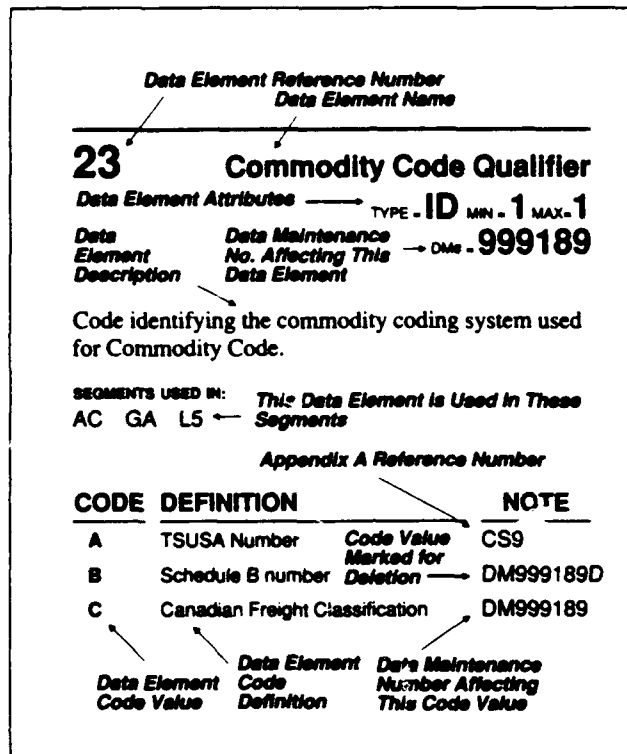 Data Element Reference Number
Data Element Name
23 Commodity Code Qualifier
Data Element Attributes TYPE - ID MIN - 1 MAX - 1
Data Element Description
Data Maintenance No. Affecting This Data Element
DM# - 999189
Code identifying the commodity coding system used
for Commodity Code.
SEGMENTS USED IN:
AC GA L5
This Data Element is Used In These
Segments
Appendix A Reference Number
CODE DEFINITION NOTE
A TSUSA Number CS9
Code Value
Marked for
Deletion
B Schedule B number DM999189D
C Canadian Freight Classification DM999189
Data Element
Code Value
Data Element
Code
Definition
Data Maintenance
Number Affecting
This Code Value